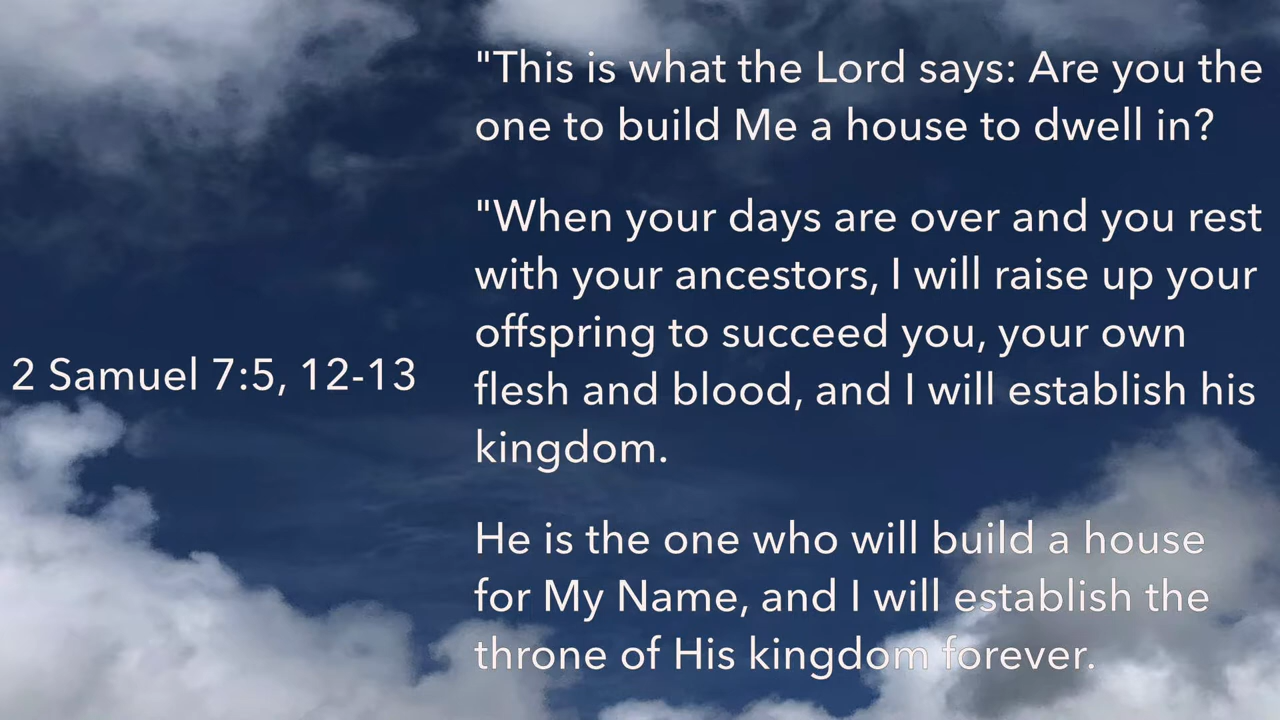 2 Samuel 7:5, 12-13
"This is what the Lord says: Are you the
one to build Me a house to dwell in?
"When your days are over and you rest
with your ancestors, I will raise up your
offspring to succeed you, your own
flesh and blood, and I will establish his
kingdom.
He is the one who will build a house
for My Name, and I will establish the
throne of His kingdom forever.